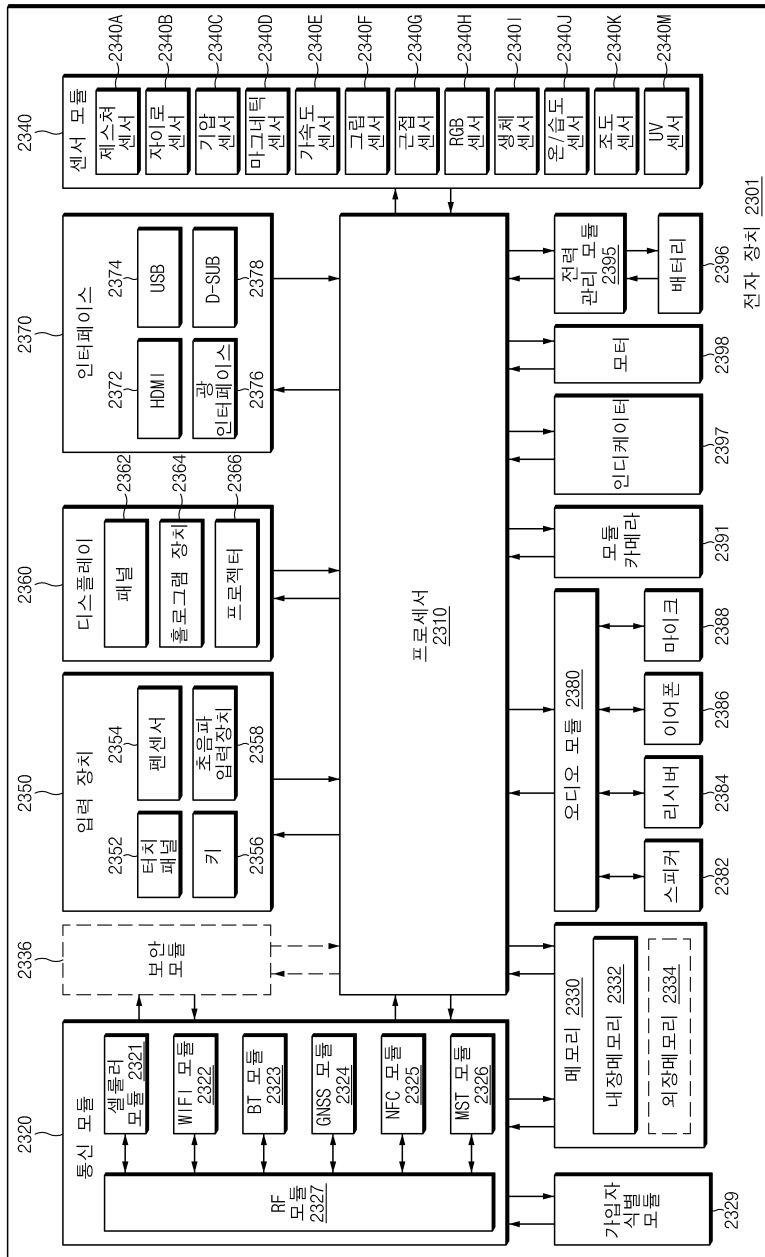 2320
통신 모듈
셀룰러
모듈 2321
WIFI 모듈
2322
BT 모듈
2323
GNSS 모듈
2324
NFC 모듈
2325
MST 모듈
2326
RF
모듈
2327
2336
보안
모듈
2350
입력 장치
2352
터치
패널
2354
펜센서
키
2356
초음파
입력장치
2358
2360
디스플레이
패널
2362
홀로그램 장치
2364
프로젝터
2366
2370
인터페이스
2372
HDMI
2374
USB
광
인터페이스
2376
D-SUB
2378
2340
센서 모듈
제스처
센서
2340A
자이로
센서
2340B
기압
센서
2340C
마그네틱
센서
2340D
가속도
센서
2340E
그립
센서
2340F
근접
센서
2340G
RGB
센서
2340H
생체
센서
2340I
온/습도
센서
2340J
조도
센서
2340K
UV
센서
2340M
프로세서
2310
가입자
식별 모듈
2329
메모리 2330
내장메모리 2332
외장메모리 2334
오디오 모듈 2380
스피커
2382
리시버
2384
이어폰
2386
마이크
2388
모듈
카메라
2391
인디케이터
2397
모터
2398
전력
관리 모듈
2395
배터리
2396
전자 장치 2301